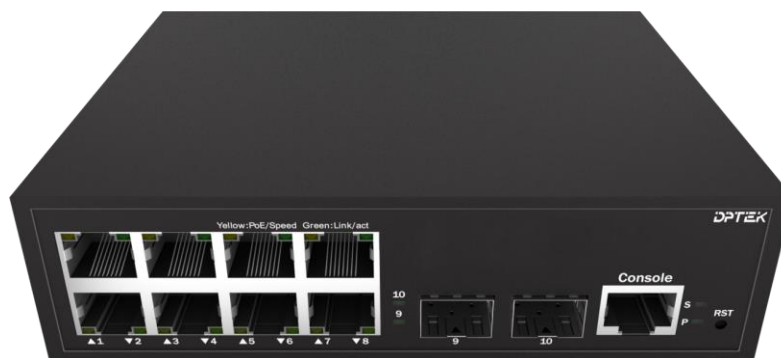 DPTEK
Yellow:PoE/Speed Green:Link/act
Console
10
9
S
P
RST
▲1 ▼2 ▲3 ▼4 ▲5 ▼6 ▲7 ▼8
9
10